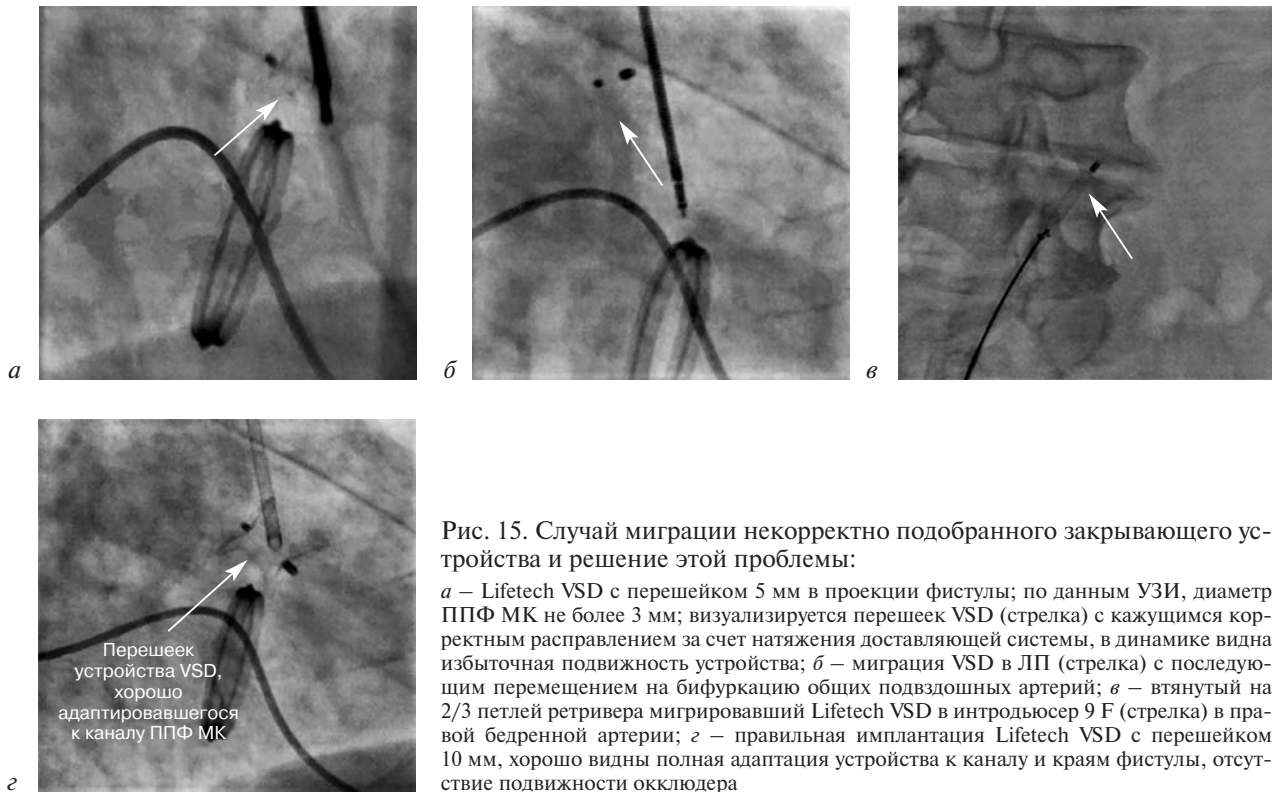 а
б
в
Перешеек
устройства VSD,
хорошо
адаптировавшегося
к каналу ППФ МК
г
Рис. 15. Случай миграции некорректно подобранного закрывающего ус-
тройства и решение этой проблемы:
а – Lifetech VSD с перешейком 5 мм в проекции фистулы; по данным УЗИ, диаметр
ППФ МК не более 3 мм; визуализируется перешеек VSD (стрелка) с кажущимся кор-
ректным расправлением за счет натяжения доставляющей системы, в динамике видна
избыточная подвижность устройства; б – миграция VSD в ЛП (стрелка) с последую-
щим перемещением на бифуркацию общих подвздошных артерий; в – втянутый на
2/3 петлей ретривера мигрировавший Lifetech VSD в интродьюсер 9 F (стрелка) в пра-
вой бедренной артерии; г – правильная имплантация Lifetech VSD с перешейком
10 мм, хорошо видны полная адаптация устройства к каналу и краям фистулы, отсут-
ствие подвижности окклюдера